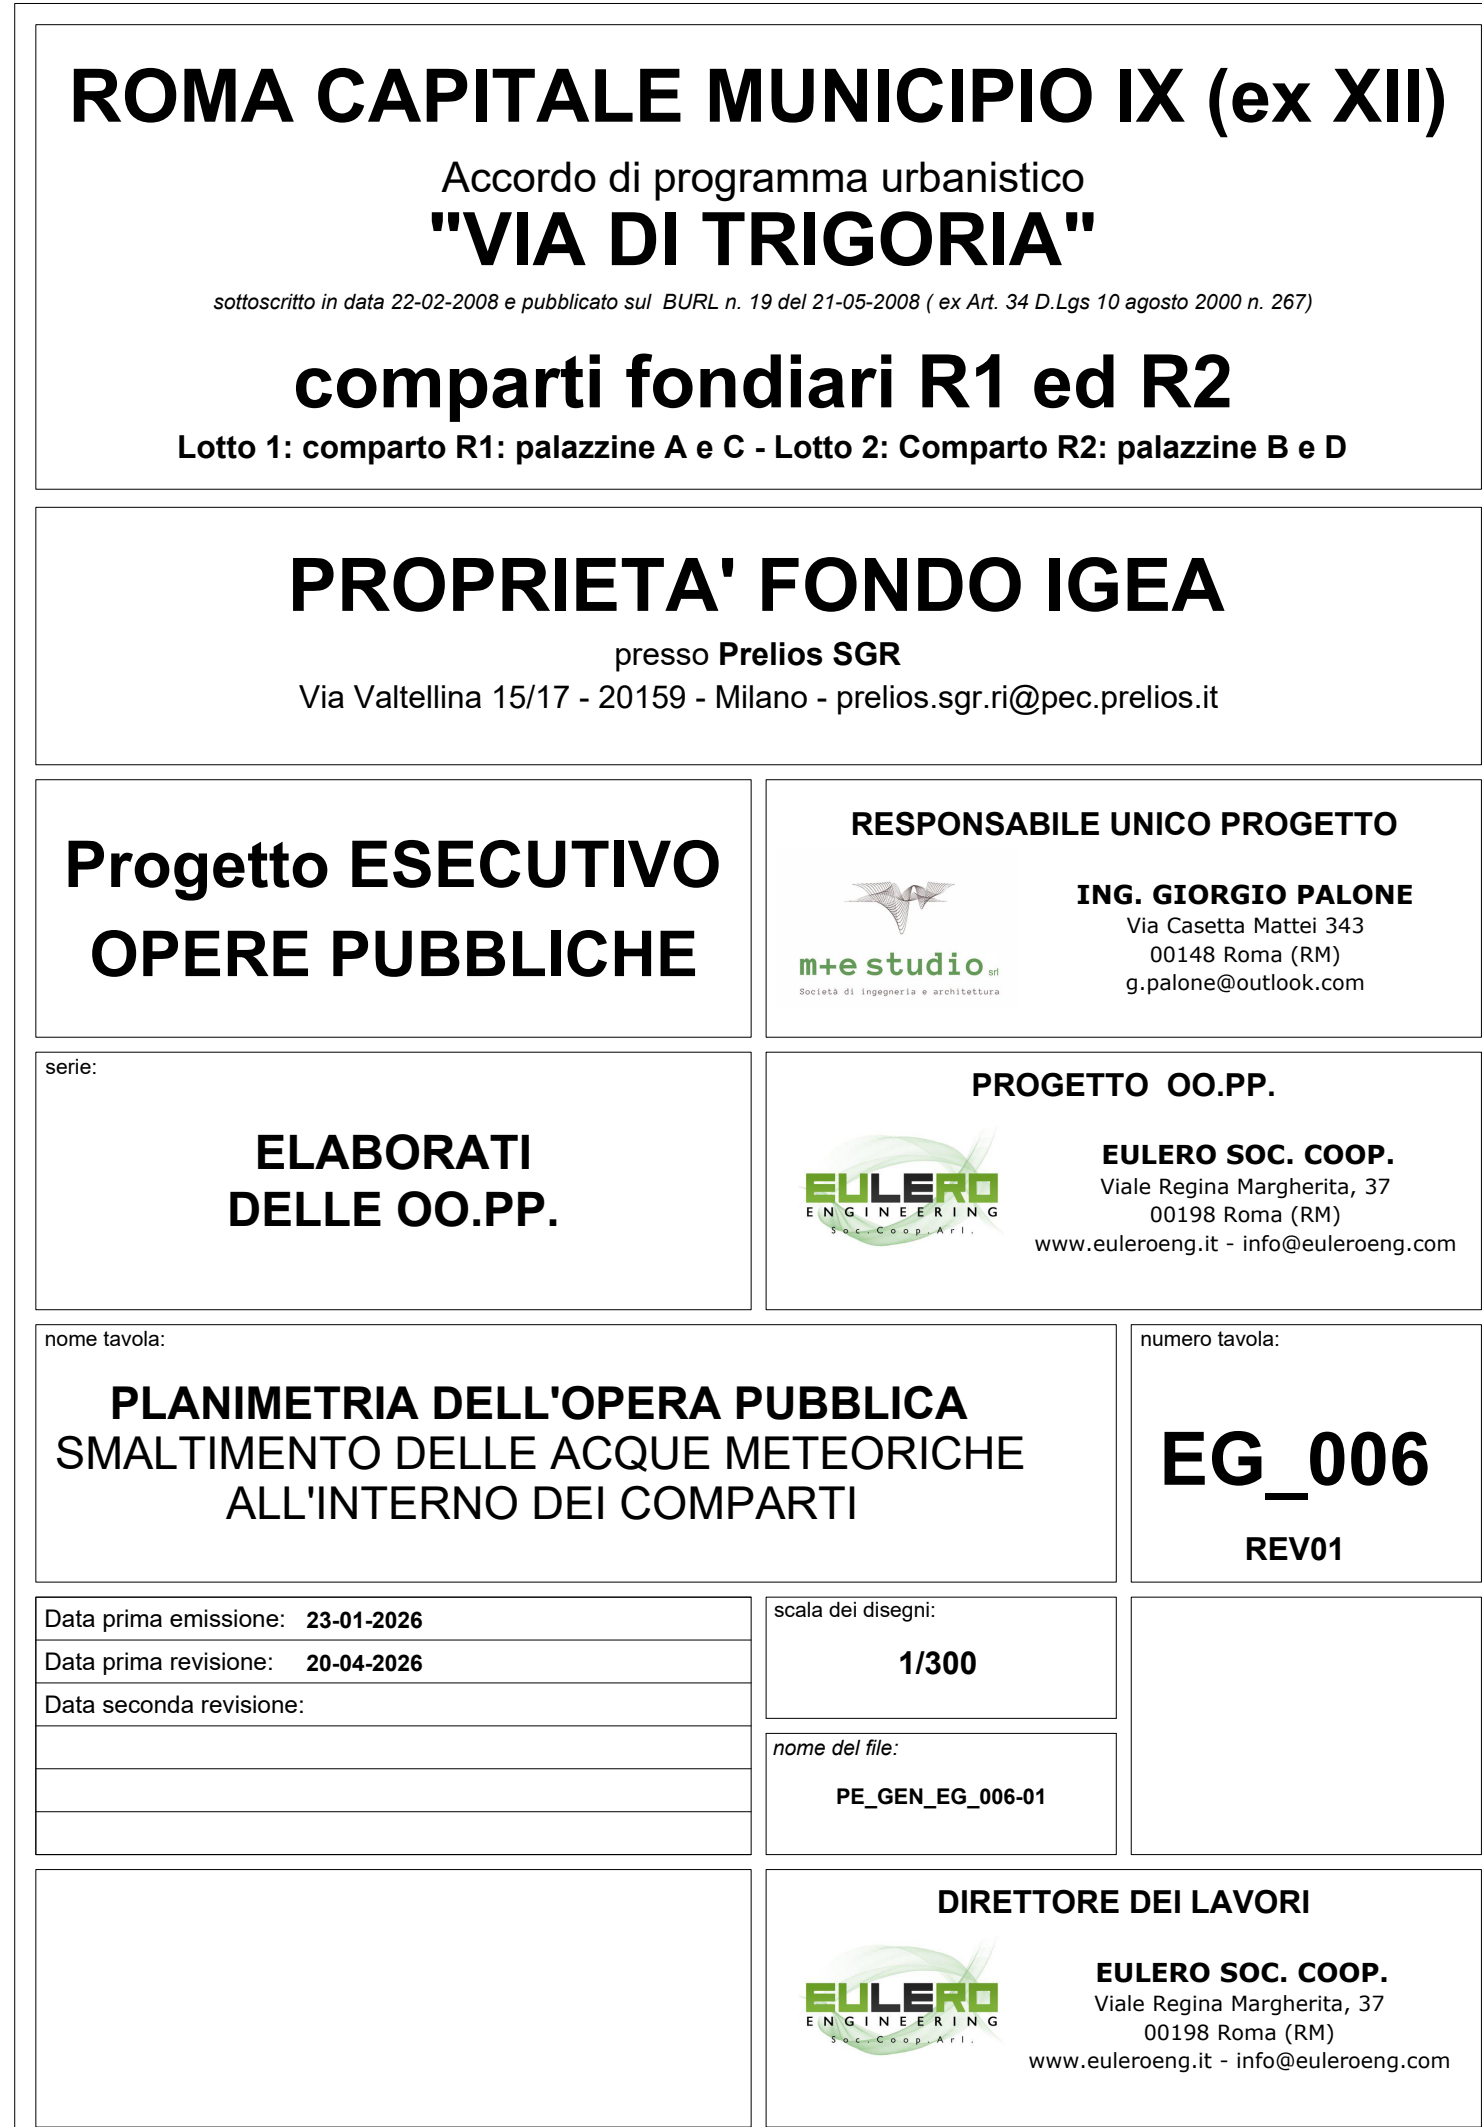 ROMA CAPITALE MUNICIPIO IX (ex XII)
Accordo di programma urbanistico
"VIA DI TRIGORIA"
sottoscritto in data 22-02-2008 e pubblicato sul BURL n. 19 del 21-05-2008 ( ex Art. 34 D.Lgs 10 agosto 2000 n. 267)
comparti fondiari R1 ed R2
Lotto 1: comparto R1: palazzine A e C - Lotto 2: Comparto R2: palazzine B e D
PROPRIETA' FONDO IGEA
presso Prelios SGR
Via Valtellina 15/17 - 20159 - Milano - prelios.sgr.ri@pec.prelios.it
Progetto ESECUTIVO
OPERE PUBBLICHE
RESPONSABILE UNICO PROGETTO
m+e studio srl
Società di ingegneria e architettura
ING. GIORGIO PALONE
Via Casetta Mattei 343
00148 Roma (RM)
g.palone@outlook.com
serie:
ELABORATI
DELLE OO.PP.
PROGETTO OO.PP.
EULERO
ENGINEERING
Soc.Coop.Arl.
EULERO SOC. COOP.
Viale Regina Margherita, 37
00198 Roma (RM)
www.euleroeng.it - info@euleroeng.com
nome tavola:
PLANIMETRIA DELL'OPERA PUBBLICA
SMALTIMENTO DELLE ACQUE METEORICHE
ALL'INTERNO DEI COMPARTI
numero tavola:
EG_006
REV01
Data prima emissione: 23-01-2026
Data prima revisione: 20-04-2026
Data seconda revisione:
scala dei disegni:
1/300
nome del file:
PE_GEN_EG_006-01
DIRETTORE DEI LAVORI
EULERO
ENGINEERING
Soc.Coop.Arl.
EULERO SOC. COOP.
Viale Regina Margherita, 37
00198 Roma (RM)
www.euleroeng.it - info@euleroeng.com